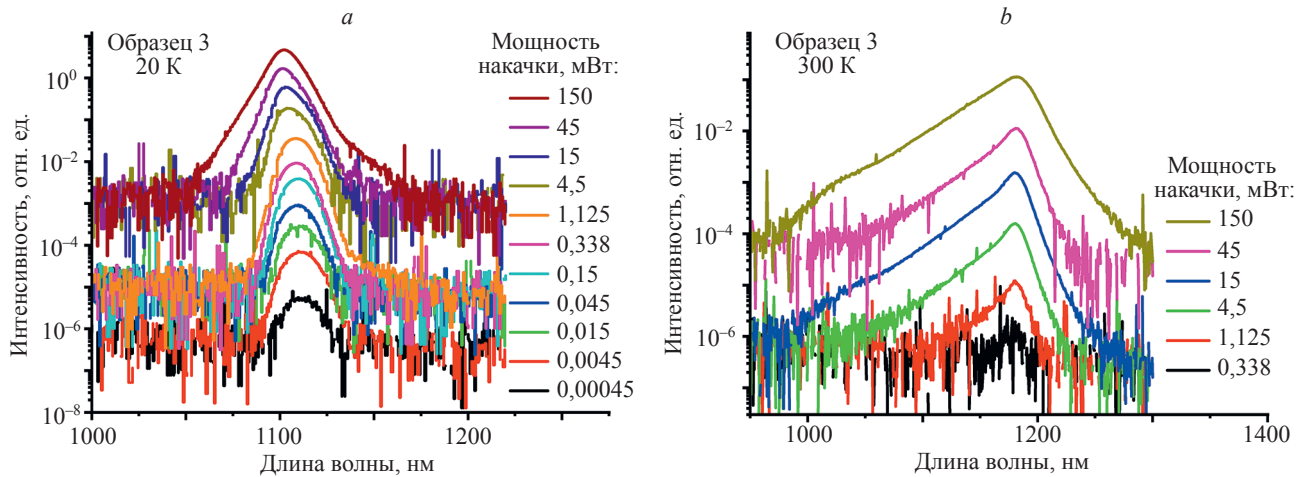 a
Образец 3
20 К
Мощность
накачки, мВт:
150
45
15
4,5
1,125
0,338
0,15
0,045
0,015
0,0045
0,00045
Интенсивность, отн. ед.
10⁰
10⁻²
10⁻⁴
10⁻⁶
10⁻⁸
1000
1100
1200
Длина волны, нм
b
Образец 3
300 К
Мощность
накачки, мВт:
150
45
15
4,5
1,125
0,338
Интенсивность, отн. ед.
10⁻²
10⁻⁴
10⁻⁶
1000
1200
1400
Длина волны, нм